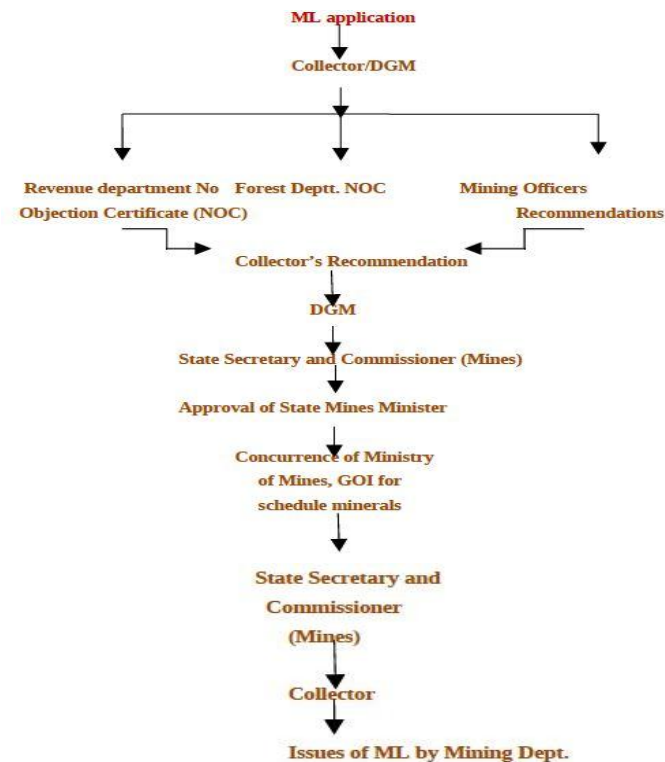 ML application
Collector/DGM
Revenue department No
Objection Certificate (NOC)
Forest Deptt. NOC
Mining Officers
Recommendations
Collector's Recommendation
DGM
State Secretary and Commissioner (Mines)
Approval of State Mines Minister
Concurrence of Ministry
of Mines, GOI for
schedule minerals
State Secretary and
Commissioner
(Mines)
Collector
Issues of ML by Mining Dept.